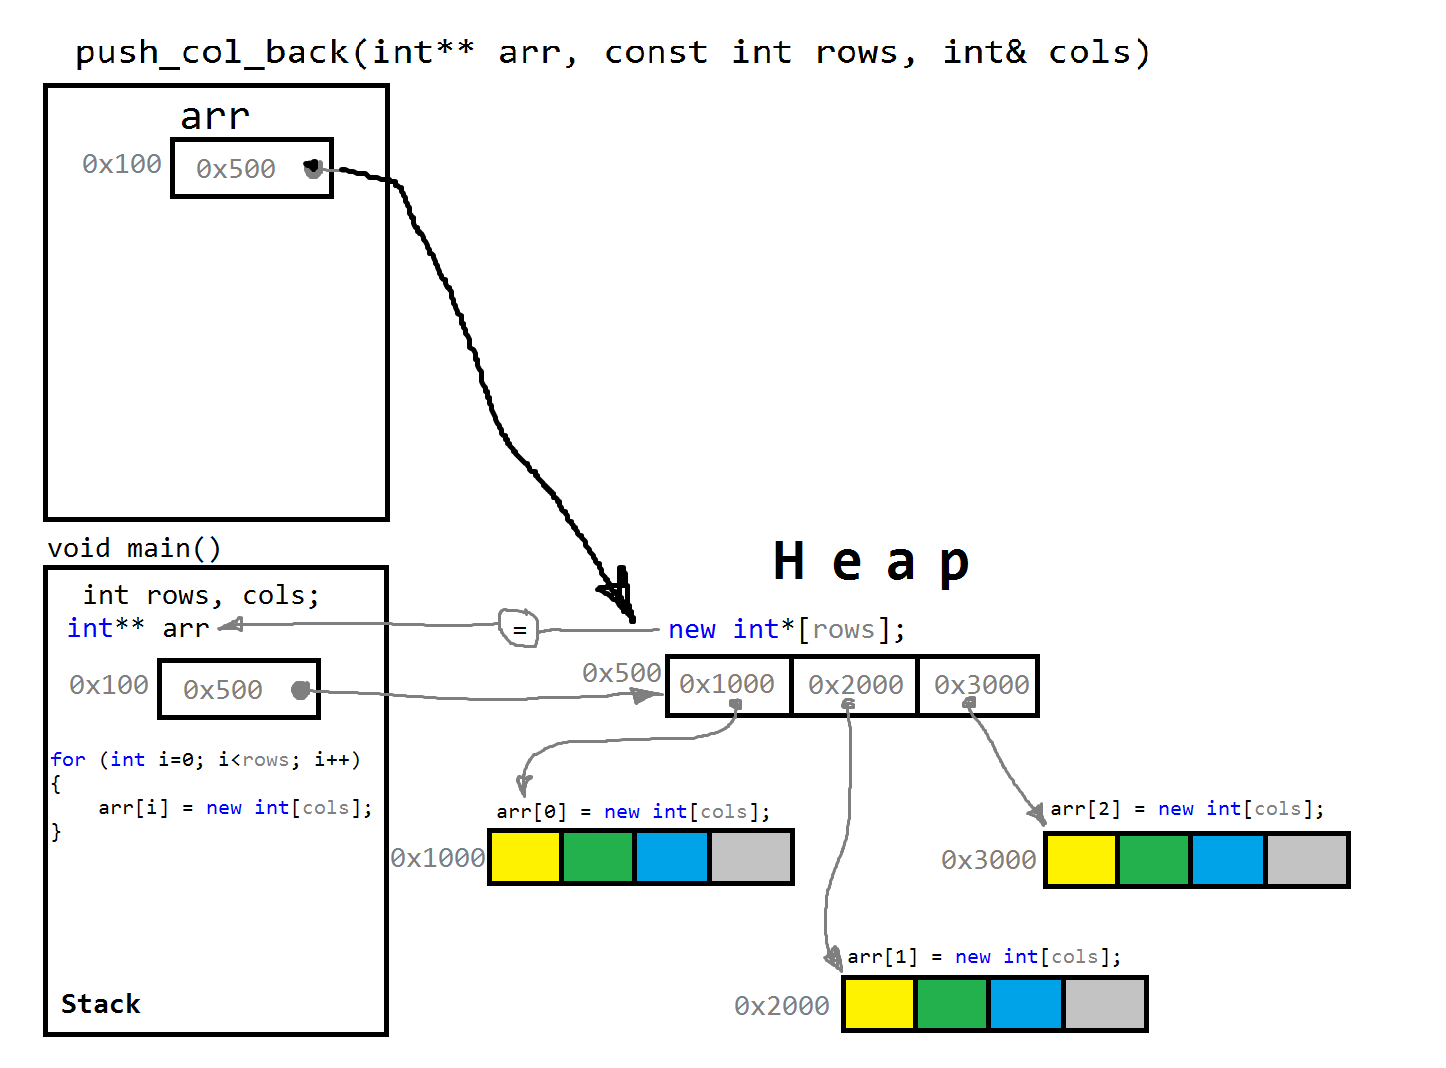 push_col_back(int** arr, const int rows, int& cols)
arr
0x100
0x500
void main()
int rows, cols;
int** arr
=
Heap
new int*[rows];
0x100
0x500
0x500
0x1000
0x2000
0x3000
for (int i=0; i<rows; i++)
{
arr[i] = new int[cols];
}
arr[0] = new int[cols];
0x1000
arr[2] = new int[cols];
0x3000
arr[1] = new int[cols];
0x2000
Stack